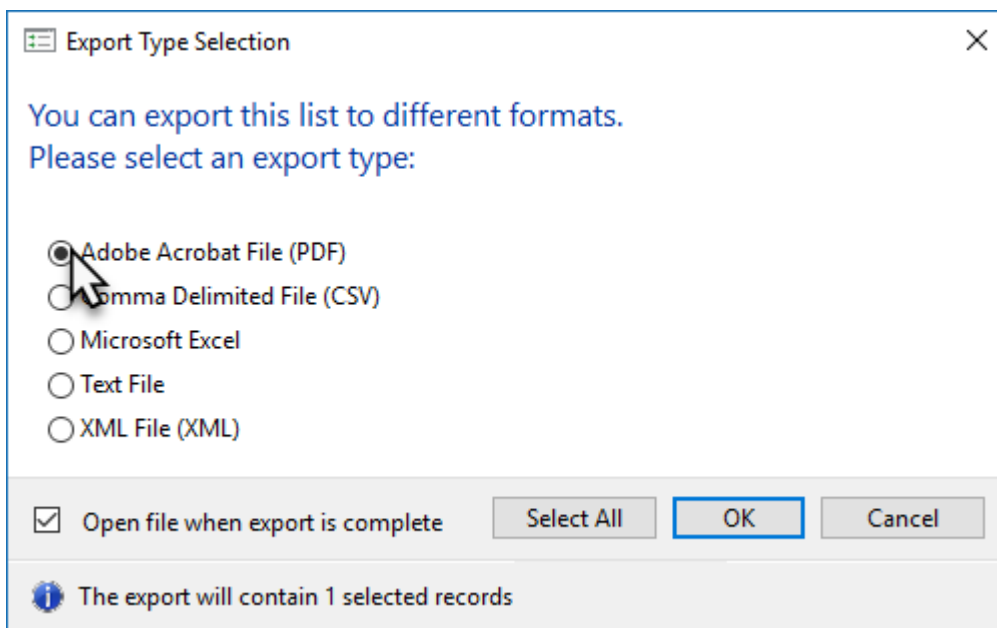 Export Type Selection
You can export this list to different formats.
Please select an export type:
Adobe Acrobat File (PDF)
Comma Delimited File (CSV)
Microsoft Excel
Text File
XML File (XML)
Open file when export is complete
Select All
OK
Cancel
The export will contain 1 selected records